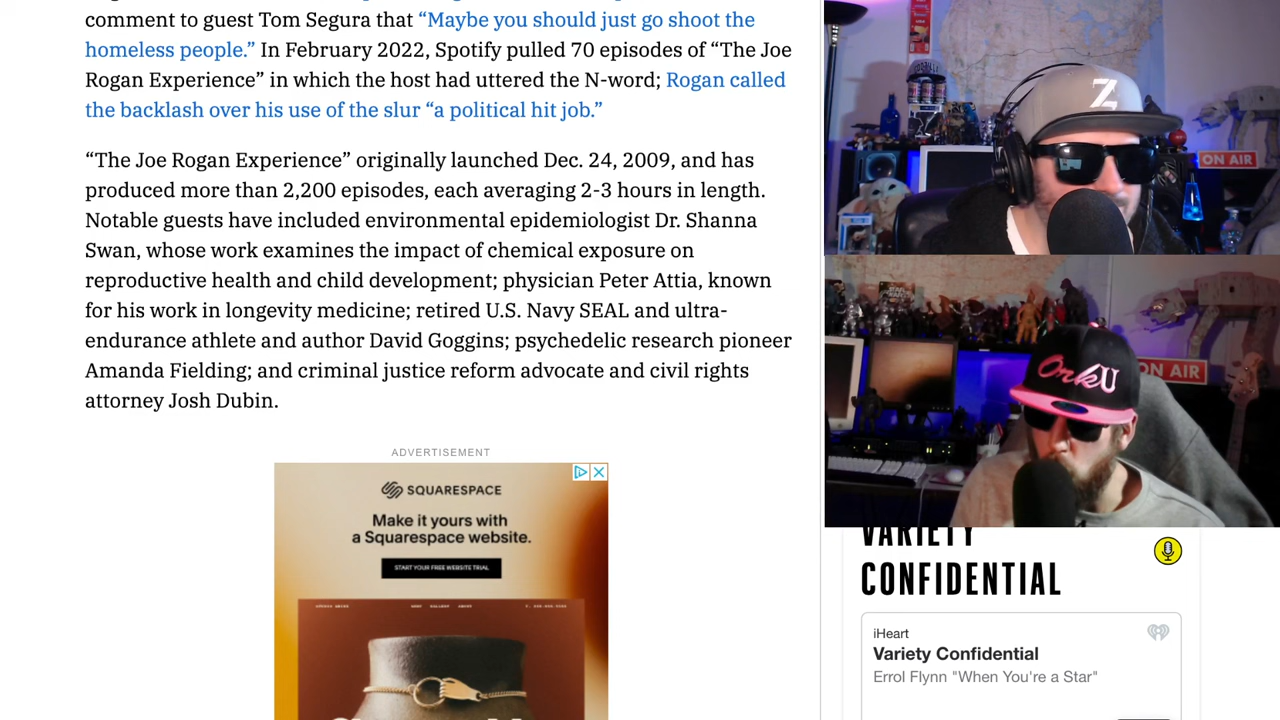 comment to guest Tom Segura that “Maybe you should just go shoot the
homeless people.” In February 2022, Spotify pulled 70 episodes of “The Joe
Rogan Experience” in which the host had uttered the N-word; Rogan called
the backlash over his use of the slur “a political hit job.”
“The Joe Rogan Experience” originally launched Dec. 24, 2009, and has
produced more than 2,200 episodes, each averaging 2-3 hours in length.
Notable guests have included environmental epidemiologist Dr. Shanna
Swan, whose work examines the impact of chemical exposure on
reproductive health and child development; physician Peter Attia, known
for his work in longevity medicine; retired U.S. Navy SEAL and ultra-
endurance athlete and author David Goggins; psychedelic research pioneer
Amanda Fielding; and criminal justice reform advocate and civil rights
attorney Josh Dubin.
ADVERTISEMENT
SQUARESPACE
Make it yours with
a Squarespace website.
START YOUR FREE WEBSITE TRIAL
Z
ON AIR
OrkU
ON AIR
VARIETY
CONFIDENTIAL
iHeart
Variety Confidential
Errol Flynn "When You're a Star"